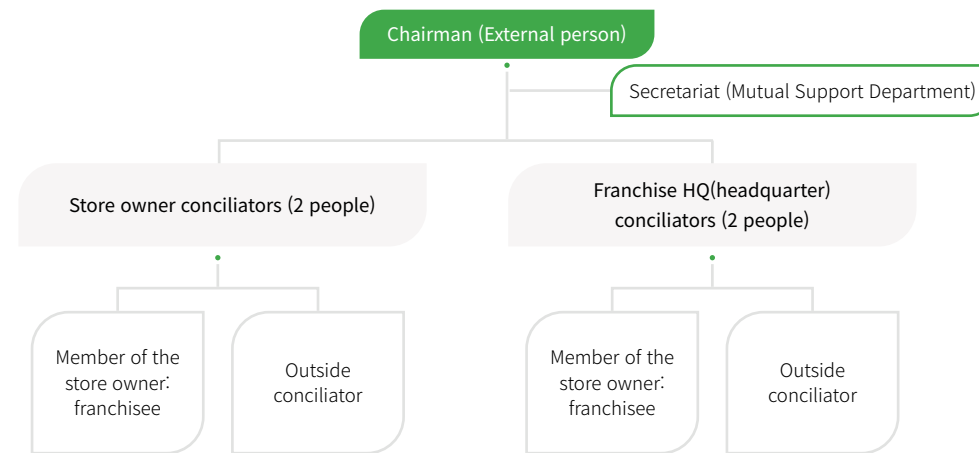 Chairman (External person)
Secretariat (Mutual Support Department)
Store owner conciliators (2 people)
Franchise HQ(headquarter)
conciliators (2 people)
Member of the
store owner:
franchisee
Outside
conciliator
Member of the
store owner:
franchisee
Outside
conciliator